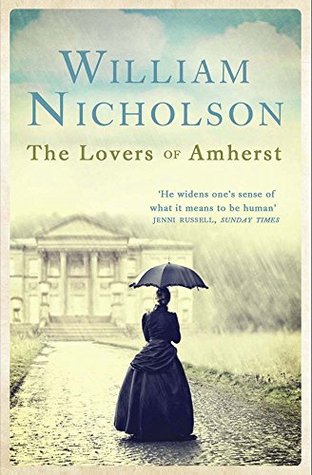 WILLIAM
NICHOLSON
THE LOVERS OF AMHERST
'He widens one's sense of
what it means to be human'
JENNI RUSSELL, SUNDAY TIMES